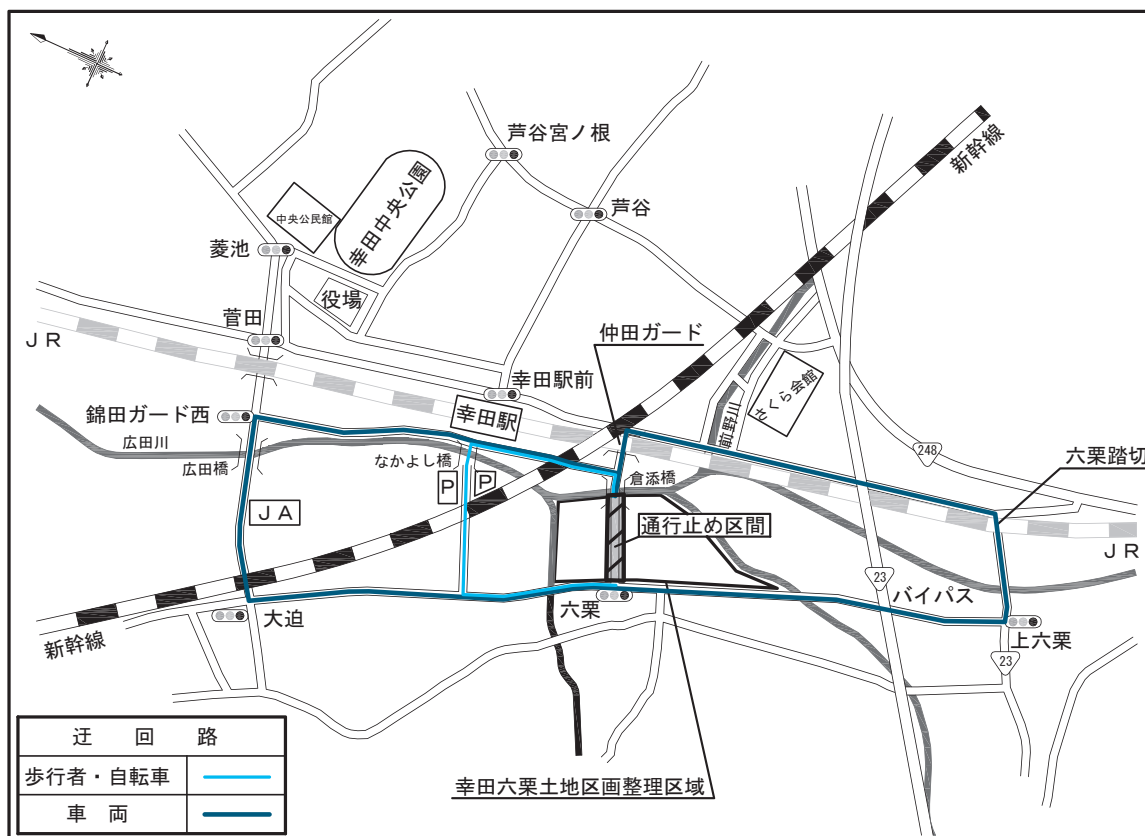 芦谷宮ノ根
新幹線
芦谷
幸田中央公園
中央公民館
菱池
役場
菅田
仲田ガード
JR
幸田駅前
さくら会館
幸田駅
錦田ガード西
前野川
248
六栗踏切
広田川
広田橋
なかよし橋
倉添橋
P
P
JA
通行止め区間
JR
23
バイパス
大迫
六栗
上六栗
新幹線
23
迂回路
歩行者・自転車
車両
幸田六栗土地区画整理区域